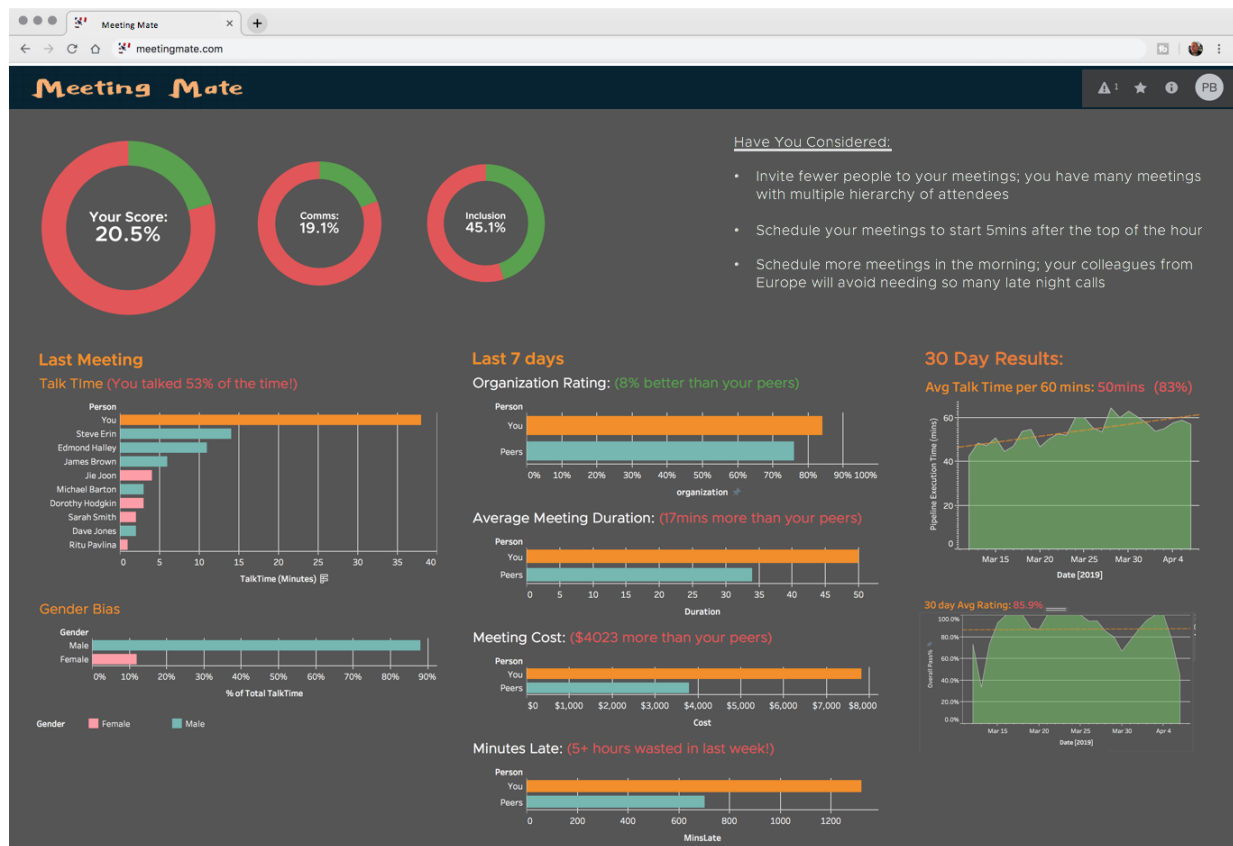 Meeting Mate
meetingmate.com
Meeting Mate
1
PB
Your Score:
20.5%
Comms:
19.1%
Inclusion
45.1%
Have You Considered:
• Invite fewer people to your meetings; you have many meetings
with multiple hierarchy of attendees
• Schedule your meetings to start 5mins after the top of the hour
• Schedule more meetings in the morning; your colleagues from
Europe will avoid needing so many late night calls
Last Meeting
Talk TIme (You talked 53% of the time!)
Person
You
Steve Erin
Edmond Halley
James Brown
Jie Joon
Michael Barton
Dorothy Hodgkin
Sarah Smith
Dave Jones
Ritu Pavlina
0 5 10 15 20 25 30 35 40
TalkTime (Minutes)
Gender Bias
Gender
Male
Female
0% 10% 20% 30% 40% 50% 60% 70% 80% 90%
% of Total TalkTime
Gender Female Male
Last 7 days
Organization Rating: (8% better than your peers)
Person
You
Peers
0% 10% 20% 30% 40% 50% 60% 70% 80% 90% 100%
organization
Average Meeting Duration: (17mins more than your peers)
Person
You
Peers
0 5 10 15 20 25 30 35 40 45 50
Duration
Meeting Cost: ($4023 more than your peers)
Person
You
Peers
$0 $1,000 $2,000 $3,000 $4,000 $5,000 $6,000 $7,000 $8,000
Cost
Minutes Late: (5+ hours wasted in last week!)
Person
You
Peers
0 200 400 600 800 1000 1200
MinsLate
30 Day Results:
Avg Talk Time per 60 mins: 50mins (83%)
Pipeline Execution Time (mins)
60
40
20
0
Mar 15 Mar 20 Mar 25 Mar 30 Apr 4
Date [2019]
30 day Avg Rating: 85.9%
Overall Pass%
100.0%
80.0%
60.0%
40.0%
20.0%
0.0%
Mar 15 Mar 20 Mar 25 Mar 30 Apr 4
Date [2019]